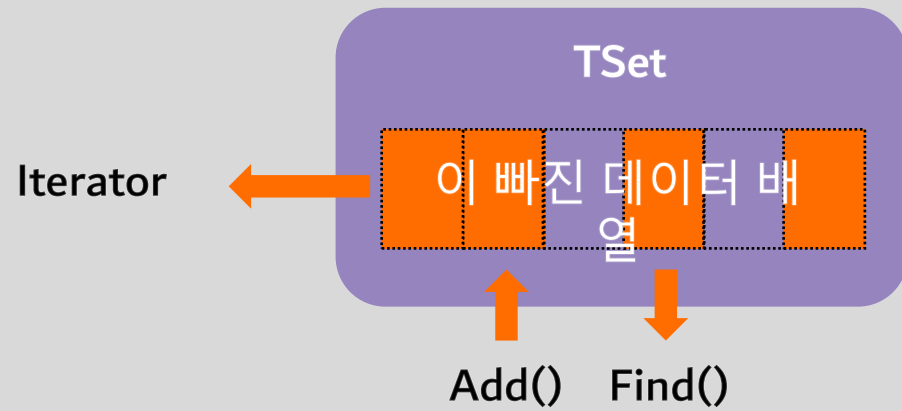 TSet
Iterator
이 빠진 데이터 배
열
Add() Find()